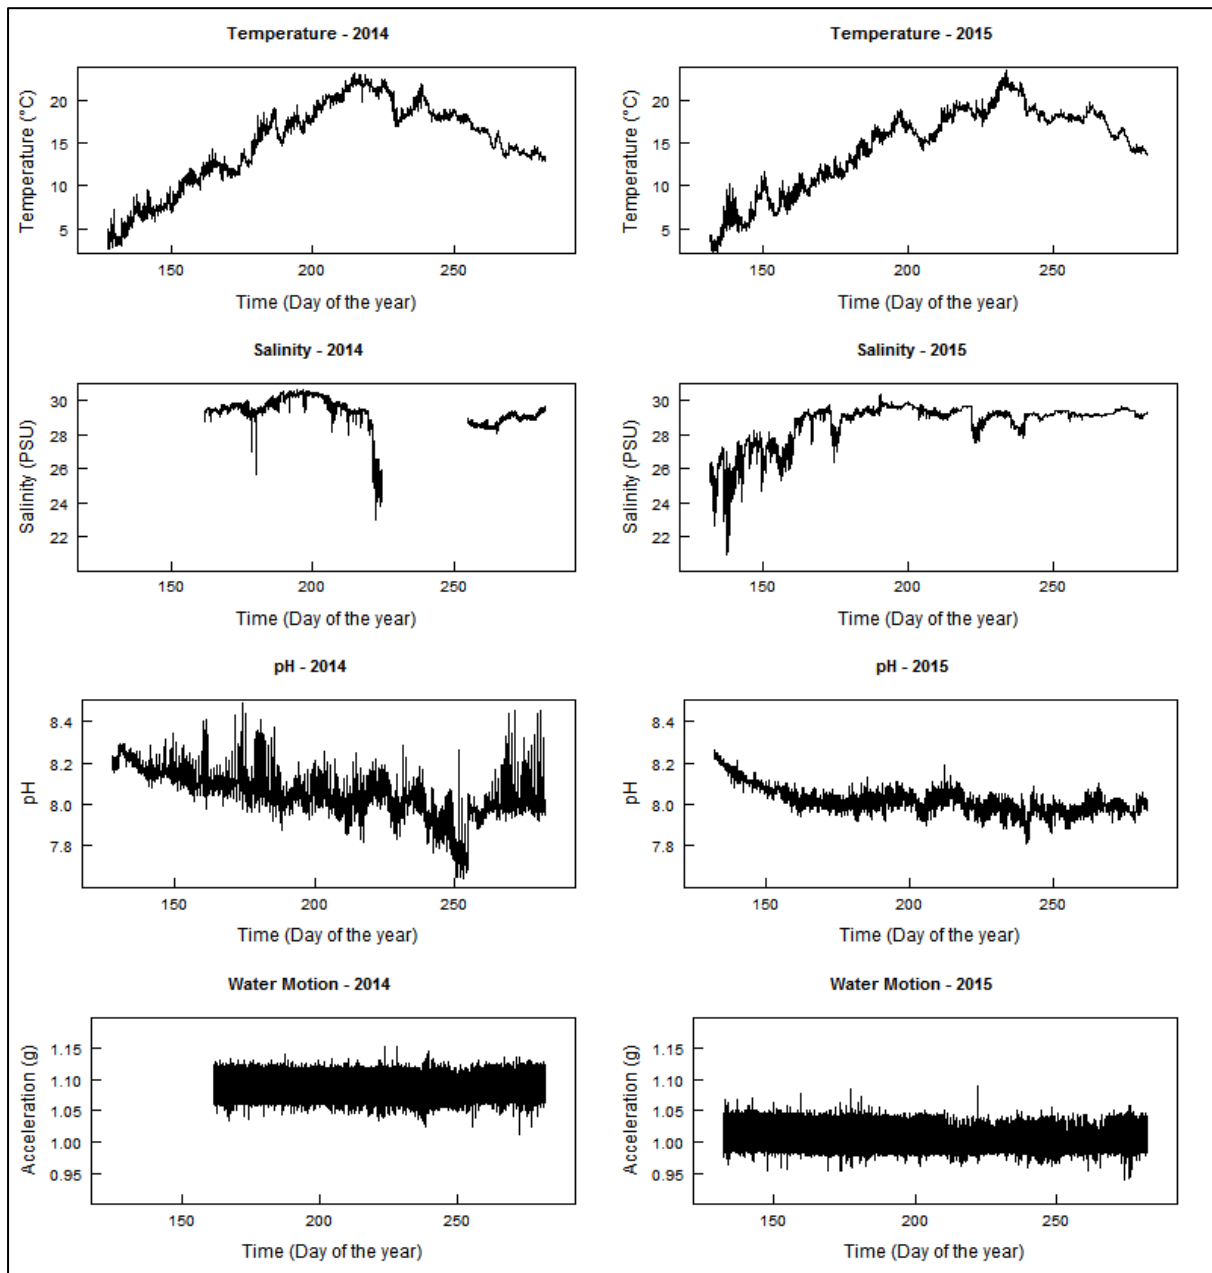 Temperature - 2014
Temperature (°C)
20
15
10
5
150
200
250
Time (Day of the year)
Temperature - 2015
Temperature (°C)
20
15
10
5
150
200
250
Time (Day of the year)
Salinity - 2014
Salinity (PSU)
30
28
26
24
22
150
200
250
Time (Day of the year)
Salinity - 2015
Salinity (PSU)
30
28
26
24
22
150
200
250
Time (Day of the year)
pH - 2014
pH
8.4
8.2
8.0
7.8
150
200
250
Time (Day of the year)
pH - 2015
pH
8.4
8.2
8.0
7.8
150
200
250
Time (Day of the year)
Water Motion - 2014
Acceleration (g)
1.15
1.10
1.05
1.00
0.95
150
200
250
Time (Day of the year)
Water Motion - 2015
Acceleration (g)
1.15
1.10
1.05
1.00
0.95
150
200
250
Time (Day of the year)